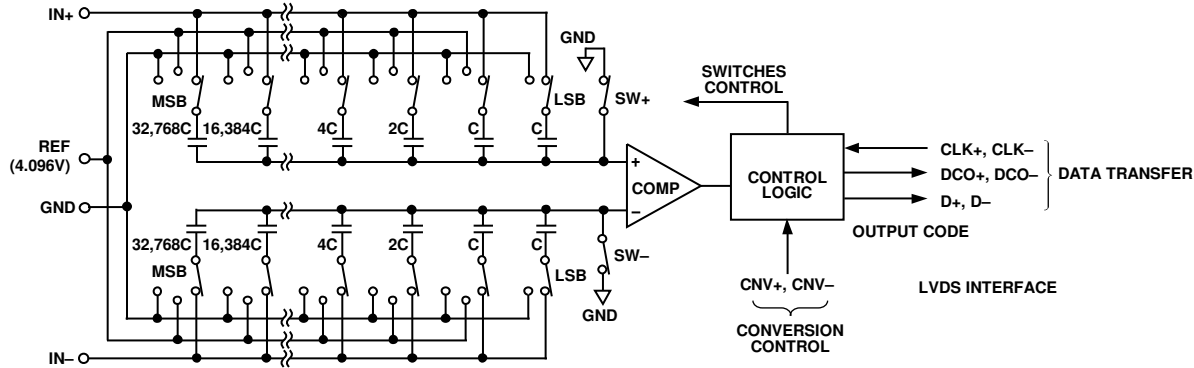 IN+
GND
SWITCHES
CONTROL
MSB
LSB
SW+
32,768C
16,384C
4C
2C
C
C
REF
(4.096V)
GND
+
COMP
–
CONTROL
LOGIC
CLK+, CLK–
DCO+, DCO–
D+, D–
DATA TRANSFER
OUTPUT CODE
32,768C
16,384C
4C
2C
C
C
MSB
LSB
SW–
GND
CNV+, CNV–
CONVERSION
CONTROL
LVDS INTERFACE
IN–